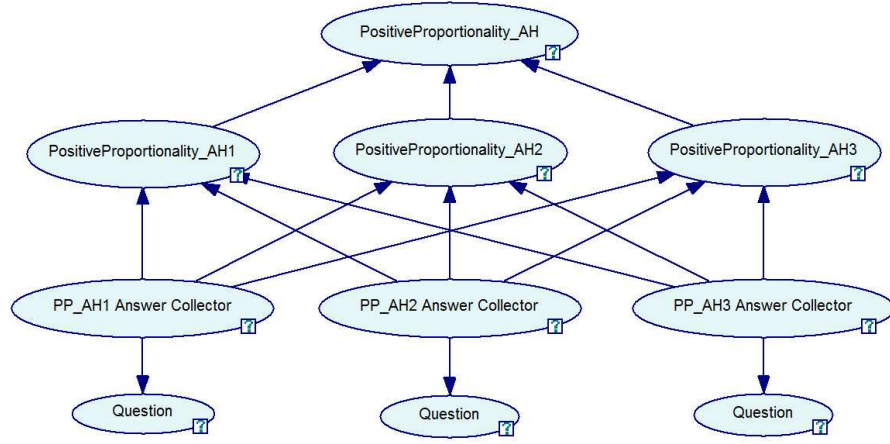 PositiveProportionality_AH
?
PositiveProportionality_AH1
?
PositiveProportionality_AH2
?
PositiveProportionality_AH3
?
PP_AH1 Answer Collector
?
PP_AH2 Answer Collector
?
PP_AH3 Answer Collector
?
Question
?
Question
?
Question
?